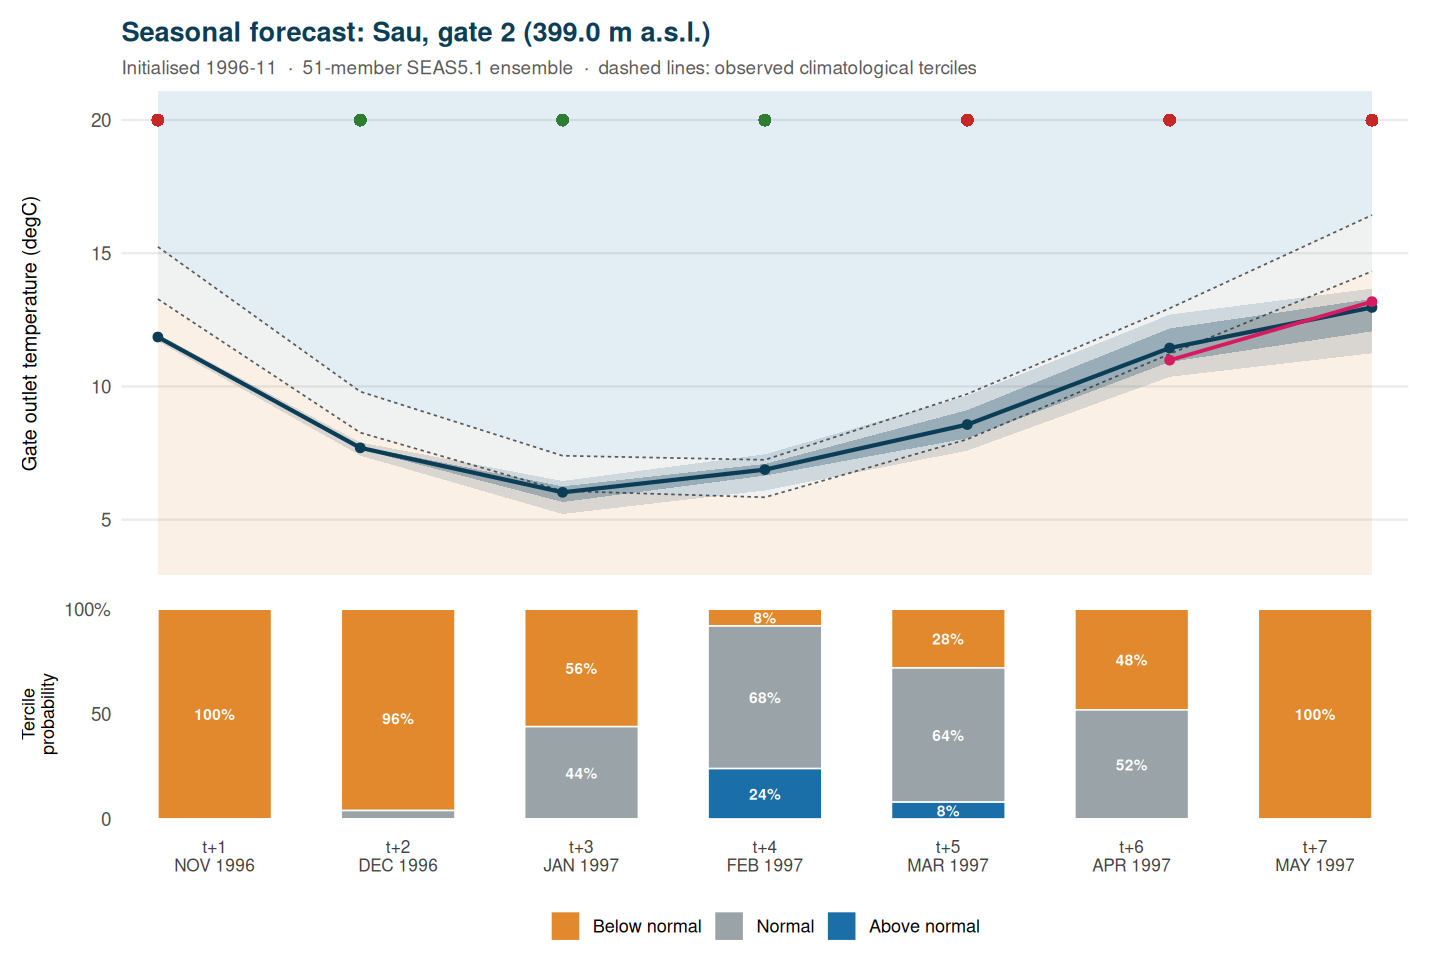 Seasonal forecast: Sau, gate 2 (399.0 m a.s.l.)
Initialised 1996-11 · 51-member SEAS5.1 ensemble · dashed lines: observed climatological terciles
Gate outlet temperature (degC)
20
15
10
5
Tercile
probability
100%
50
0
100%
96%
56%
44%
8%
68%
24%
28%
64%
8%
48%
52%
100%
t+1
NOV 1996
t+2
DEC 1996
t+3
JAN 1997
t+4
FEB 1997
t+5
MAR 1997
t+6
APR 1997
t+7
MAY 1997
Below normal
Normal
Above normal